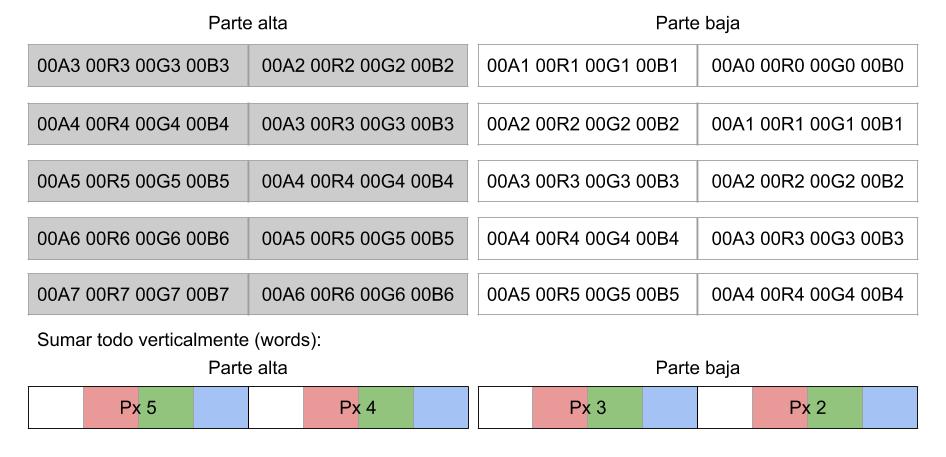 Parte alta Parte baja
00A3 00R3 00G3 00B3 00A2 00R2 00G2 00B2 00A1 00R1 00G1 00B1 00A0 00R0 00G0 00B0
00A4 00R4 00G4 00B4 00A3 00R3 00G3 00B3 00A2 00R2 00G2 00B2 00A1 00R1 00G1 00B1
00A5 00R5 00G5 00B5 00A4 00R4 00G4 00B4 00A3 00R3 00G3 00B3 00A2 00R2 00G2 00B2
00A6 00R6 00G6 00B6 00A5 00R5 00G5 00B5 00A4 00R4 00G4 00B4 00A3 00R3 00G3 00B3
00A7 00R7 00G7 00B7 00A6 00R6 00G6 00B6 00A5 00R5 00G5 00B5 00A4 00R4 00G4 00B4
Sumar todo verticalmente (words):
Parte alta Parte baja
Px 5 Px 4 Px 3 Px 2